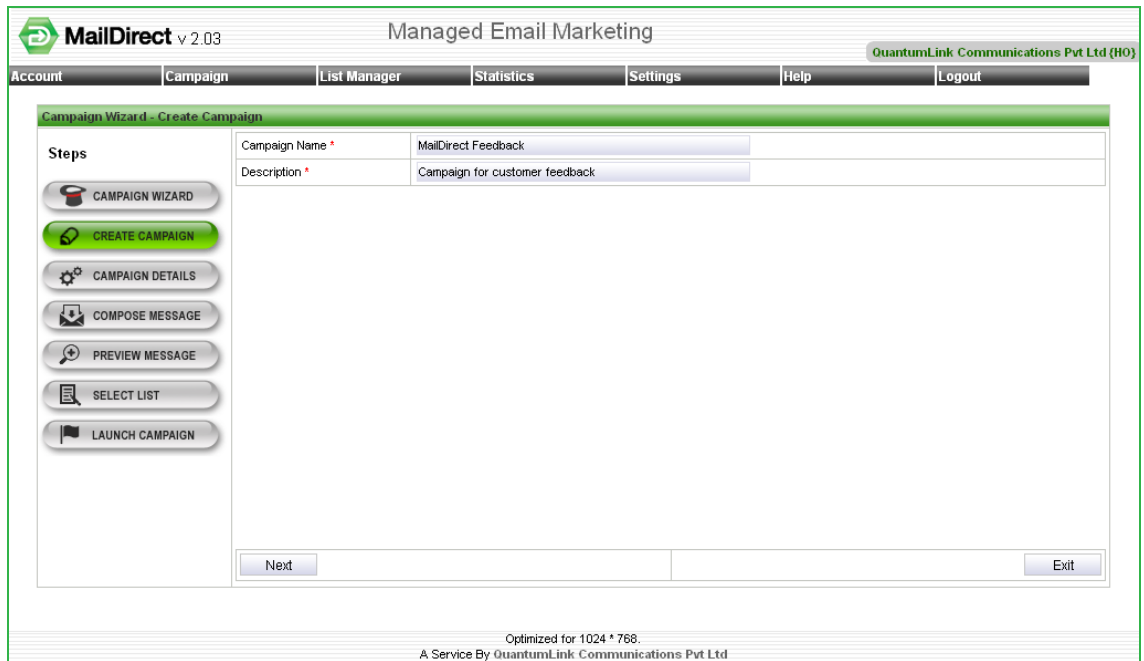 MailDirect v 2.03
Managed Email Marketing
QuantumLink Communications Pvt Ltd {HO}
Account Campaign List Manager Statistics Settings Help Logout
Campaign Wizard - Create Campaign
Steps
CAMPAIGN WIZARD
CREATE CAMPAIGN
CAMPAIGN DETAILS
COMPOSE MESSAGE
PREVIEW MESSAGE
SELECT LIST
LAUNCH CAMPAIGN
Campaign Name * MailDirect Feedback
Description * Campaign for customer feedback
Next Exit
Optimized for 1024 * 768.
A Service By QuantumLink Communications Pvt Ltd